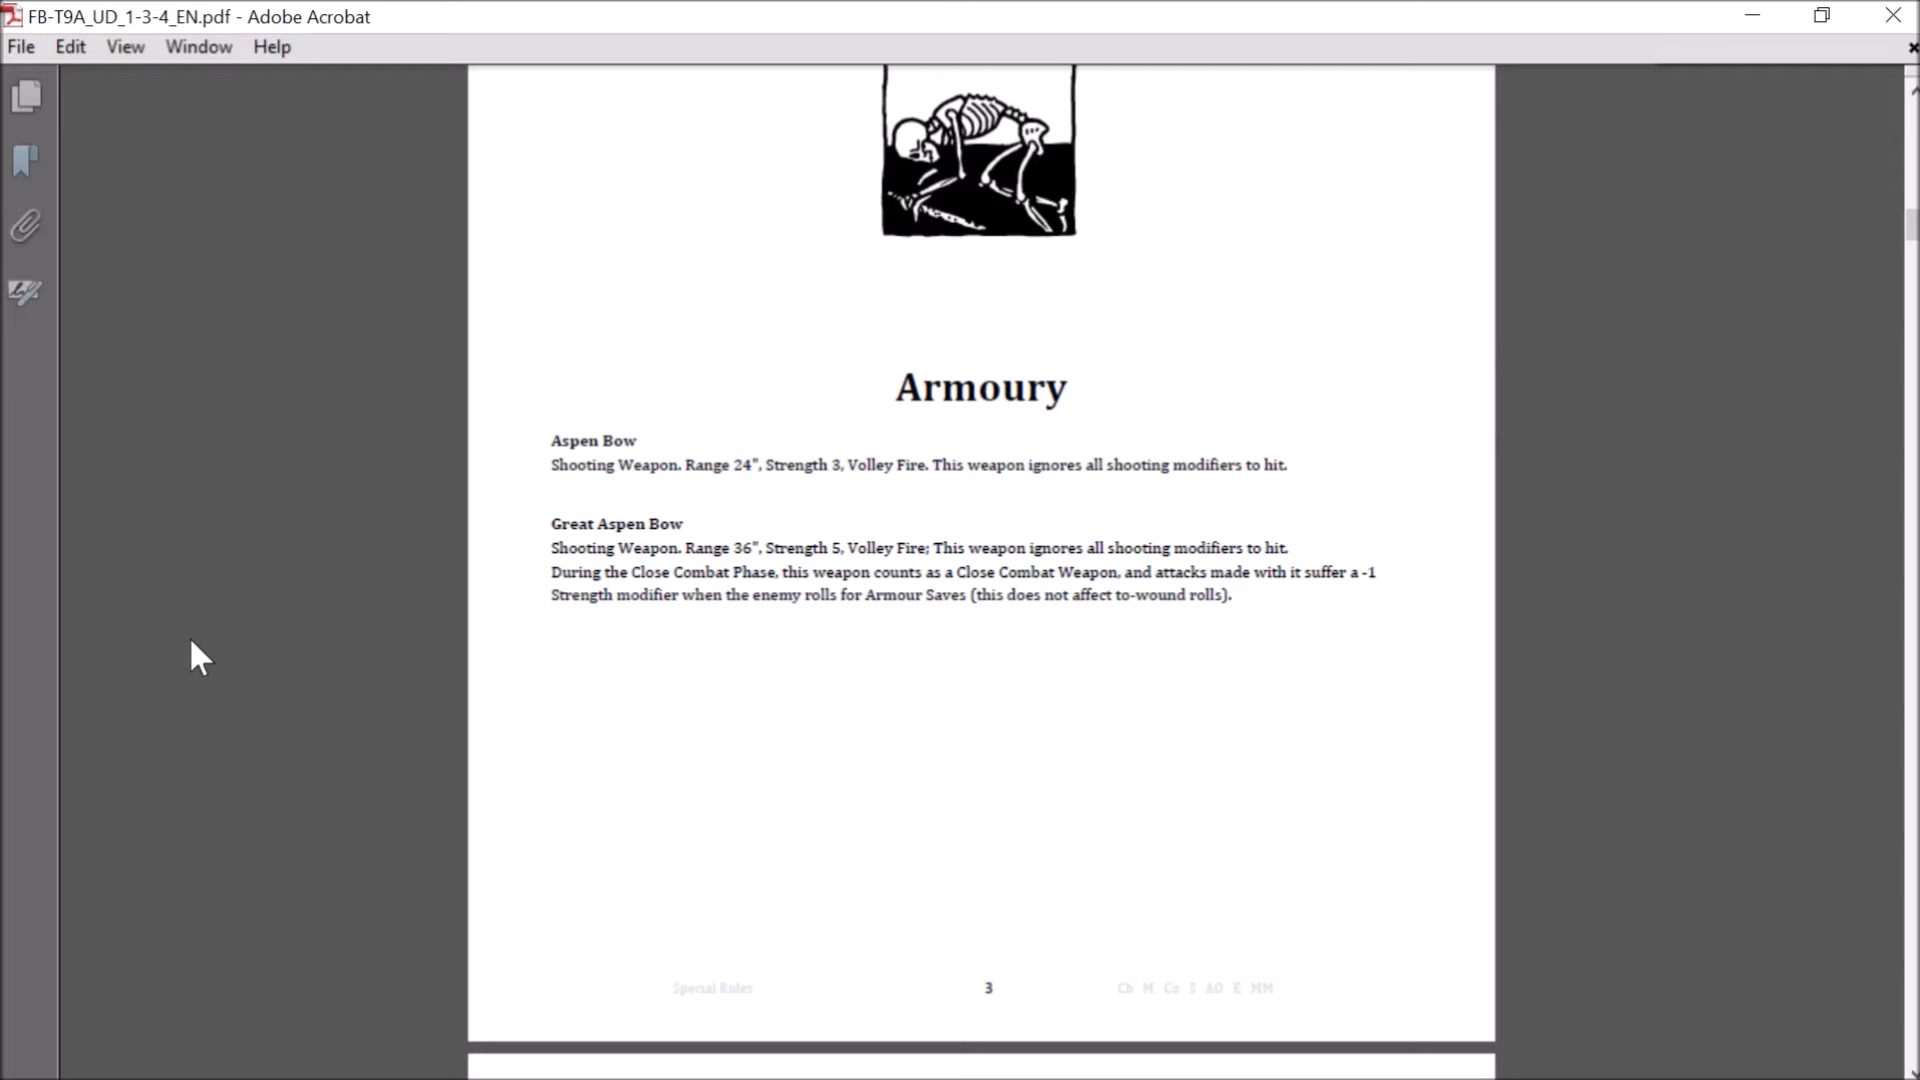 FB-T9A_UD_1-3-4_EN.pdf - Adobe Acrobat
File Edit View Window Help
Armoury
Aspen Bow
Shooting Weapon. Range 24", Strength 3, Volley Fire. This weapon ignores all shooting modifiers to hit.
Great Aspen Bow
Shooting Weapon. Range 36", Strength 5, Volley Fire; This weapon ignores all shooting modifiers to hit.
During the Close Combat Phase, this weapon counts as a Close Combat Weapon, and attacks made with it suffer a -1
Strength modifier when the enemy rolls for Armour Saves (this does not affect to-wound rolls).
Special Rules 3 Ch M Co S AO E MM